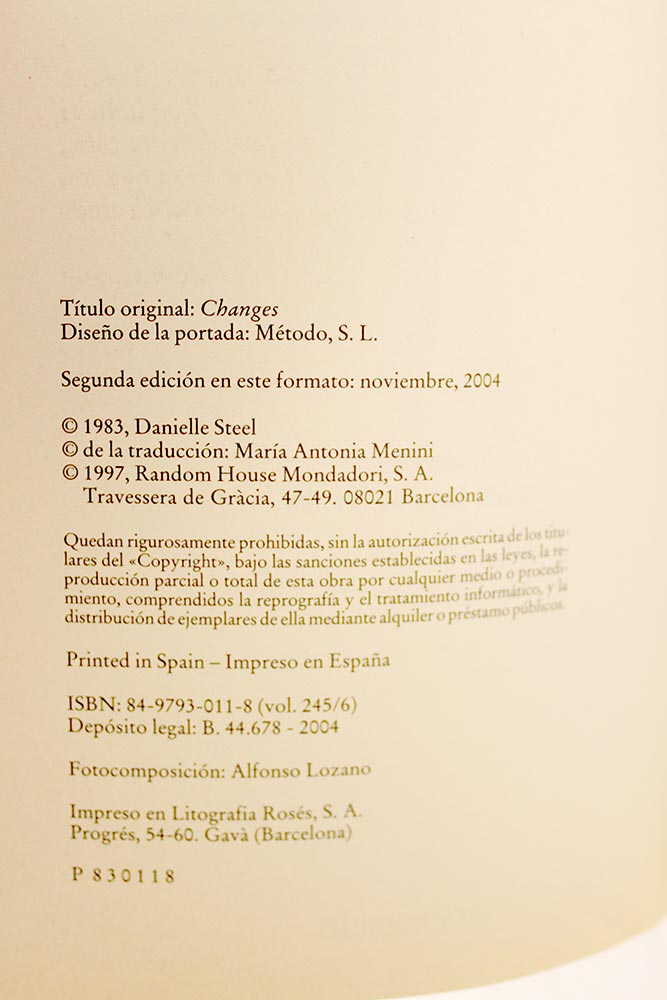 Título original: Changes
Diseño de la portada: Método, S. L.
Segunda edición en este formato: noviembre, 2004
© 1983, Danielle Steel
© de la traducción: María Antonia Menini
© 1997, Random House Mondadori, S. A.
Travessera de Gràcia, 47-49. 08021 Barcelona
Quedan rigurosamente prohibidas, sin la autorización escrita de los titu-
lares del «Copyright», bajo las sanciones establecidas en las leyes, la re-
producción parcial o total de esta obra por cualquier medio o procedi-
miento, comprendidos la reprografía y el tratamiento informático, y la
distribución de ejemplares de ella mediante alquiler o préstamo públicos.
Printed in Spain – Impreso en España
ISBN: 84-9793-011-8 (vol. 245/6)
Depósito legal: B. 44.678 - 2004
Fotocomposición: Alfonso Lozano
Impreso en Litografia Rosés, S. A.
Progrés, 54-60. Gavà (Barcelona)
P 830118